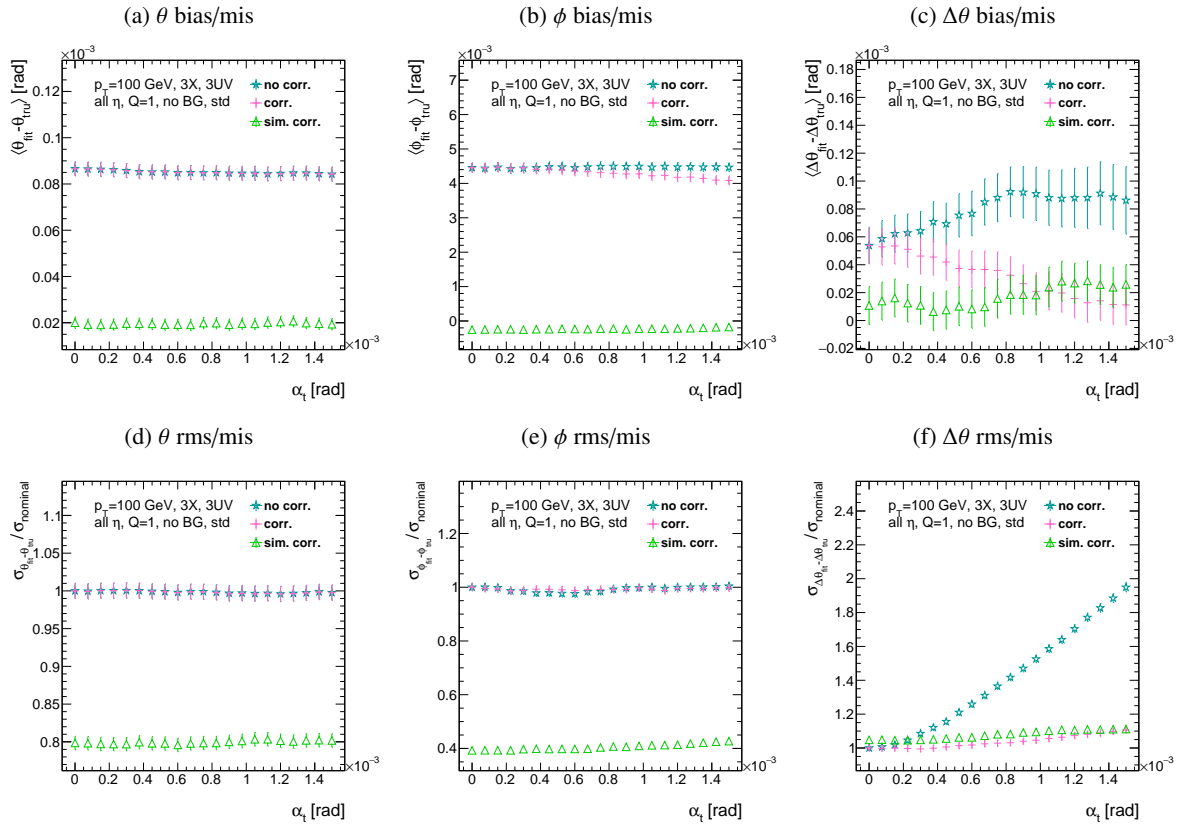 (a) θ bias/mis
×10⁻³
⟨θ_fit-θ_tru⟩ [rad]
0.12
0.1
0.08
0.06
0.04
0.02
p_T=100 GeV, 3X, 3UV
all η, Q=1, no BG, std
no corr.
corr.
sim. corr.
0 0.2 0.4 0.6 0.8 1 1.2 1.4
×10⁻³
α_t [rad]
(b) ϕ bias/mis
×10⁻³
⟨ϕ_fit-ϕ_tru⟩ [rad]
7
6
5
4
3
2
1
0
p_T=100 GeV, 3X, 3UV
all η, Q=1, no BG, std
no corr.
corr.
sim. corr.
0 0.2 0.4 0.6 0.8 1 1.2 1.4
×10⁻³
α_t [rad]
(c) Δθ bias/mis
×10⁻³
⟨Δθ_fit-Δθ_tru⟩ [rad]
0.18
0.16
0.14
0.12
0.1
0.08
0.06
0.04
0.02
0
−0.02
p_T=100 GeV, 3X, 3UV
all η, Q=1, no BG, std
no corr.
corr.
sim. corr.
0 0.2 0.4 0.6 0.8 1 1.2 1.4
×10⁻³
α_t [rad]
(d) θ rms/mis
σ_θ_fit-θ_tru/σ_nominal
1.1
1.05
1
0.95
0.9
0.85
0.8
p_T=100 GeV, 3X, 3UV
all η, Q=1, no BG, std
no corr.
corr.
sim. corr.
0 0.2 0.4 0.6 0.8 1 1.2 1.4
×10⁻³
α_t [rad]
(e) ϕ rms/mis
σ_ϕ_fit-ϕ_tru/σ_nominal
1.2
1
0.8
0.6
0.4
p_T=100 GeV, 3X, 3UV
all η, Q=1, no BG, std
no corr.
corr.
sim. corr.
0 0.2 0.4 0.6 0.8 1 1.2 1.4
×10⁻³
α_t [rad]
(f) Δθ rms/mis
σ_Δθ_fit-Δθ_tru/σ_nominal
2.4
2.2
2
1.8
1.6
1.4
1.2
1
p_T=100 GeV, 3X, 3UV
all η, Q=1, no BG, std
no corr.
corr.
sim. corr.
0 0.2 0.4 0.6 0.8 1 1.2 1.4
×10⁻³
α_t [rad]